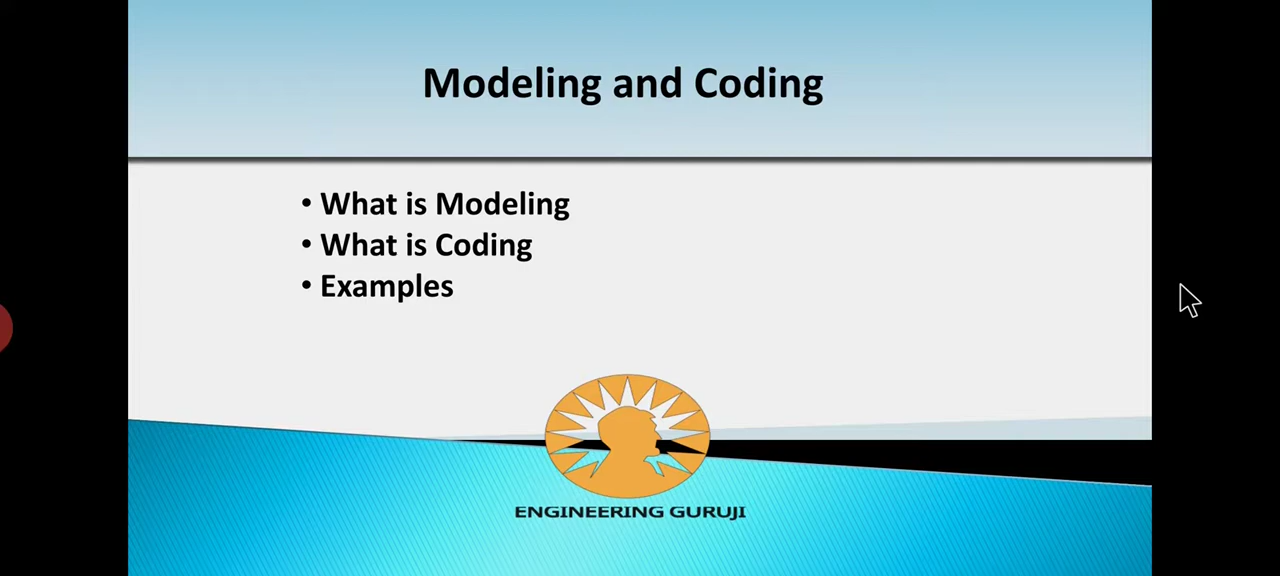 Modeling and Coding
• What is Modeling
• What is Coding
• Examples
ENGINEERING GURUJI